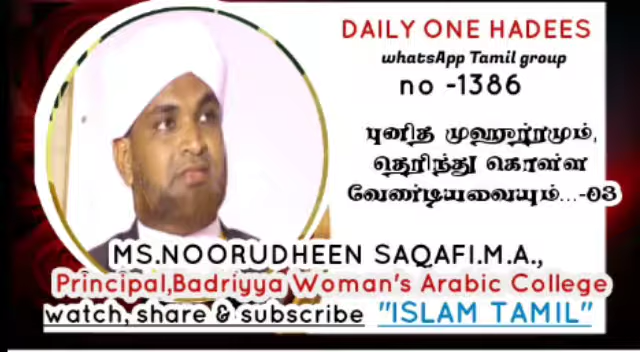 DAILY ONE HADEES
whatsApp Tamil group
no -1386
புனித முஹர்ரமும்,
தெரிந்து கொள்ள
வேண்டியவையும்...-03
MS.NOORUDHEEN SAQAFI.M.A.,
Principal,Badriyya Woman's Arabic College
watch, share & subscribe "ISLAM TAMIL"